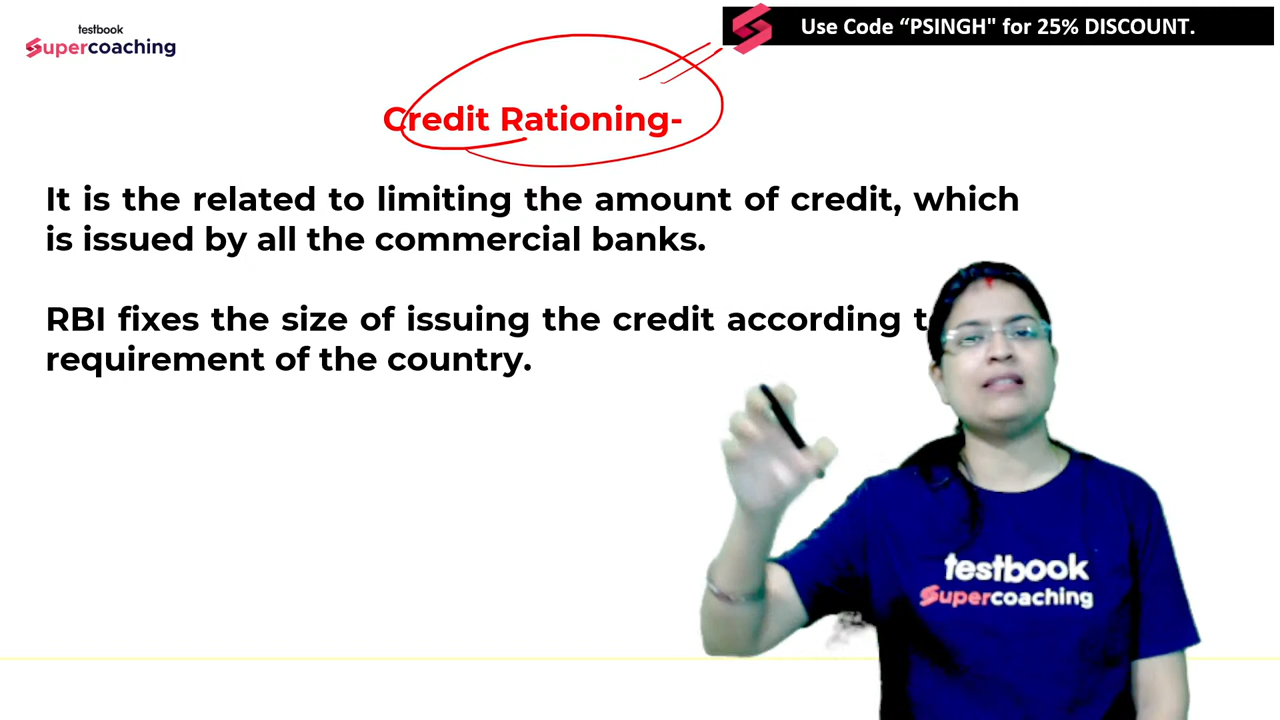 testbook
Supercoaching
Use Code “PSINGH" for 25% DISCOUNT.
Credit Rationing-
It is the related to limiting the amount of credit, which
is issued by all the commercial banks.
RBI fixes the size of issuing the credit according
requirement of the country.
testbook
Supercoaching